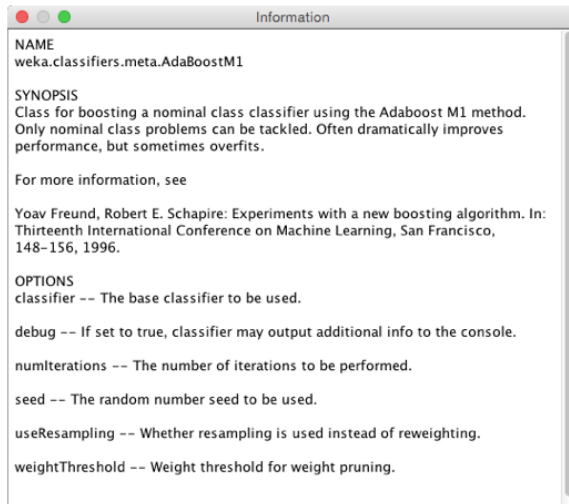 Information
NAME
weka.classifiers.meta.AdaBoostM1
SYNOPSIS
Class for boosting a nominal class classifier using the Adaboost M1 method.
Only nominal class problems can be tackled. Often dramatically improves
performance, but sometimes overfits.
For more information, see
Yoav Freund, Robert E. Schapire: Experiments with a new boosting algorithm. In:
Thirteenth International Conference on Machine Learning, San Francisco,
148-156, 1996.
OPTIONS
classifier -- The base classifier to be used.
debug -- If set to true, classifier may output additional info to the console.
numIterations -- The number of iterations to be performed.
seed -- The random number seed to be used.
useResampling -- Whether resampling is used instead of reweighting.
weightThreshold -- Weight threshold for weight pruning.